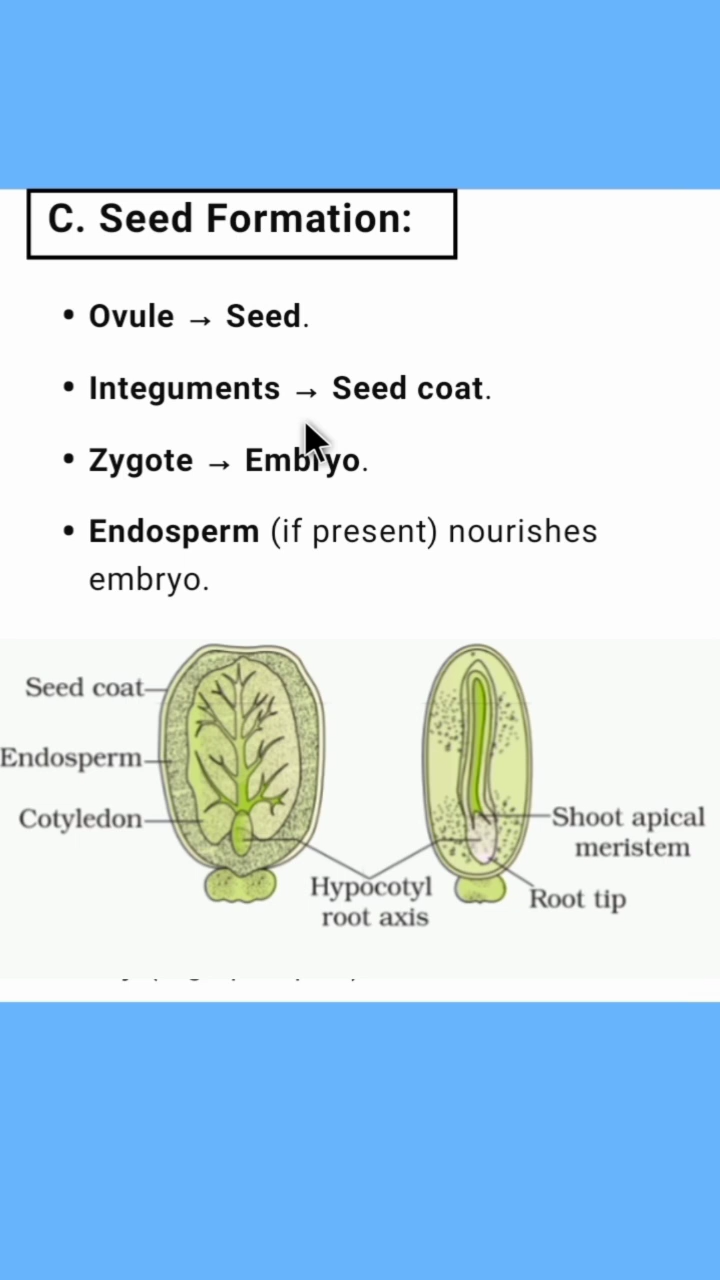 C. Seed Formation:
• Ovule → Seed.
• Integuments → Seed coat.
• Zygote → Embryo.
• Endosperm (if present) nourishes
embryo.
Seed coat
Endosperm
Cotyledon
Shoot apical
meristem
Hypocotyl
root axis
Root tip